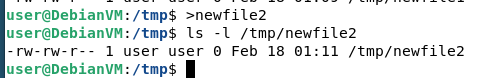 user@DebianVM:/tmp$ >newfile2
user@DebianVM:/tmp$ ls -l /tmp/newfile2
-rw-rw-r-- 1 user user 0 Feb 18 01:11 /tmp/newfile2
user@DebianVM:/tmp$